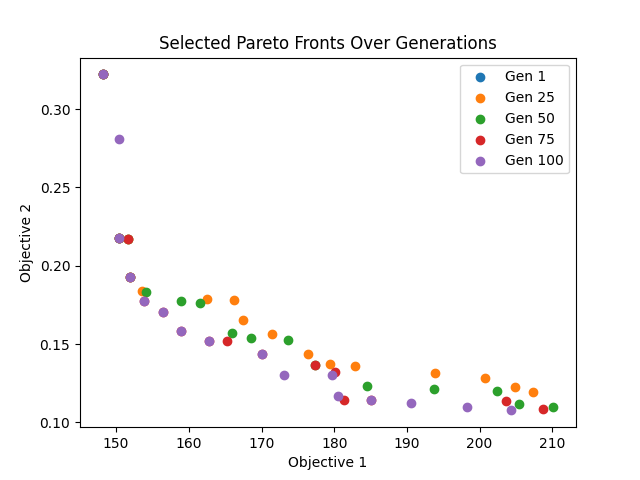 Selected Pareto Fronts Over Generations
Gen 1
Gen 25
Gen 50
Gen 75
Gen 100
0.30
0.25
0.20
0.15
0.10
Objective 2
150
160
170
180
190
200
210
Objective 1